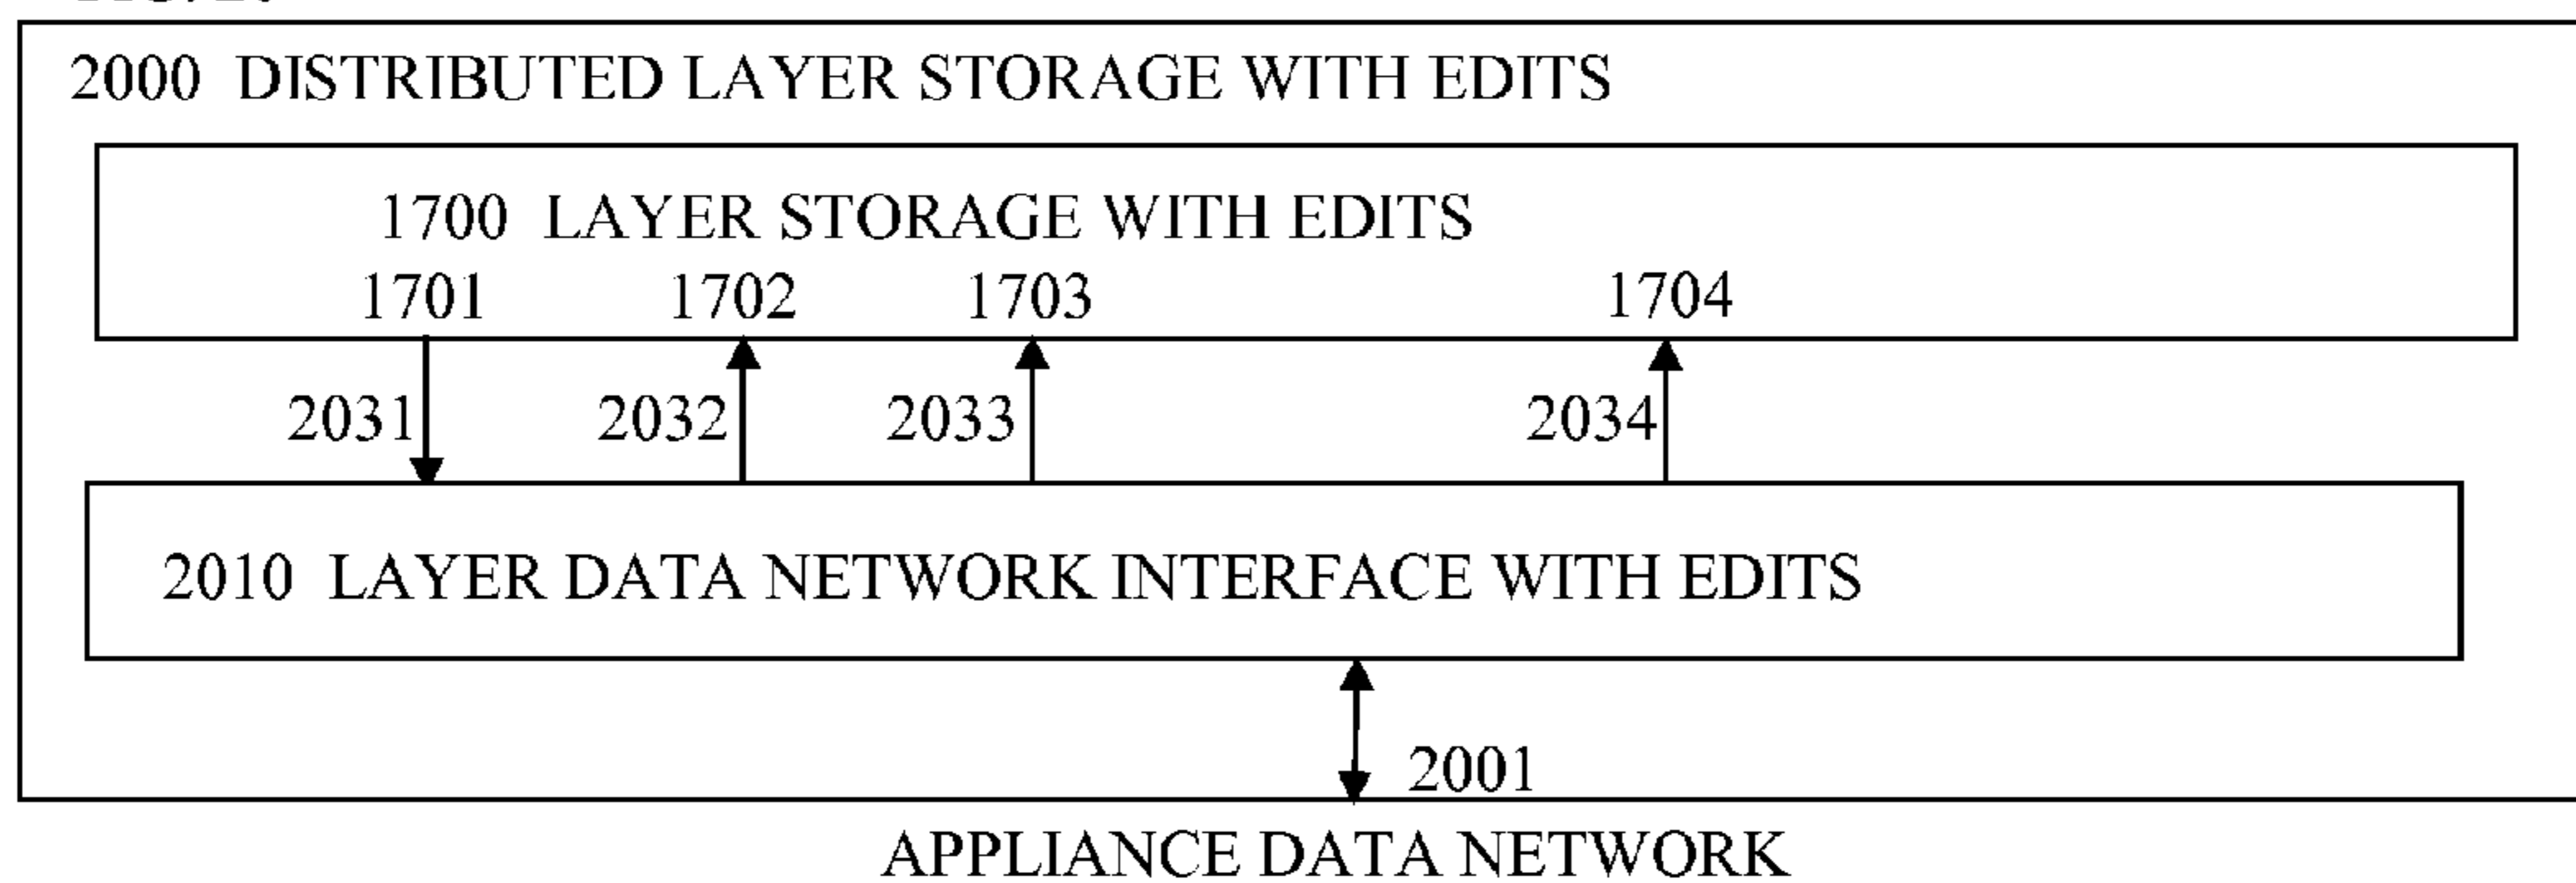 2000 DISTRIBUTED LAYER STORAGE WITH EDITS
1700 LAYER STORAGE WITH EDITS
1701 1702 1703 1704
2031 2032 2033 2034
2010 LAYER DATA NETWORK INTERFACE WITH EDITS
2001
APPLIANCE DATA NETWORK